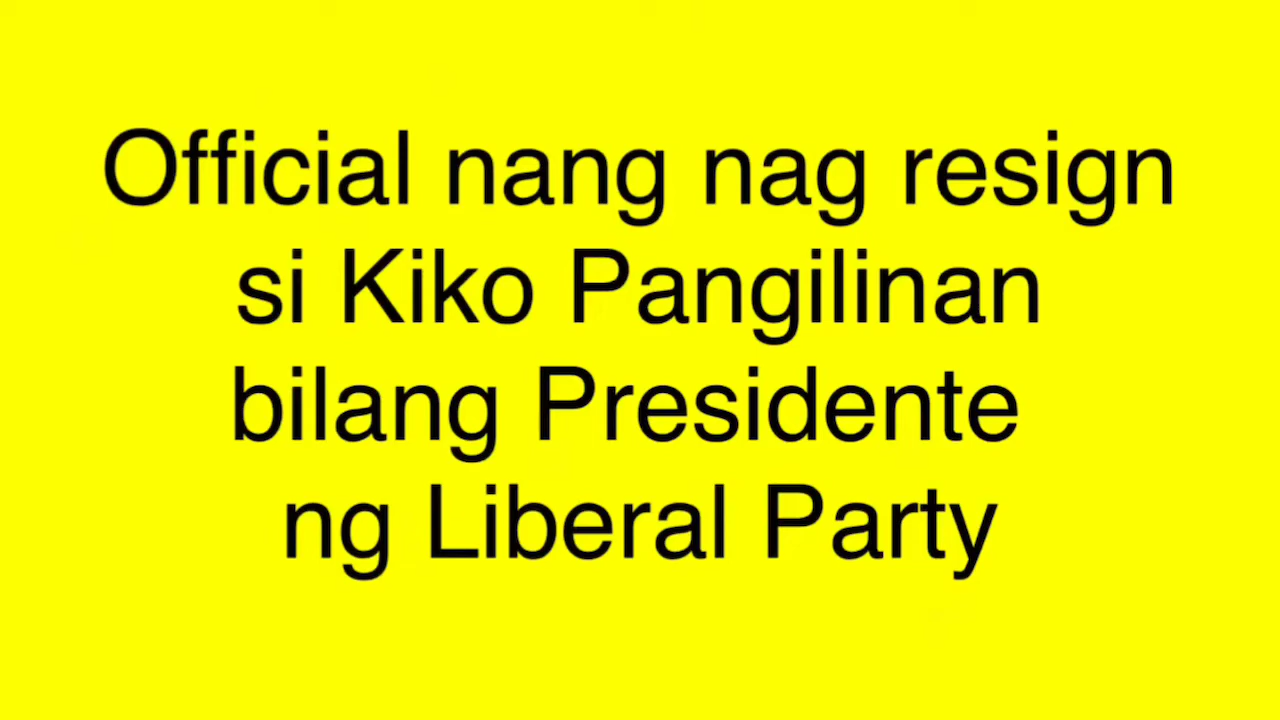 Official nang nag resign
si Kiko Pangilinan
bilang Presidente
ng Liberal Party